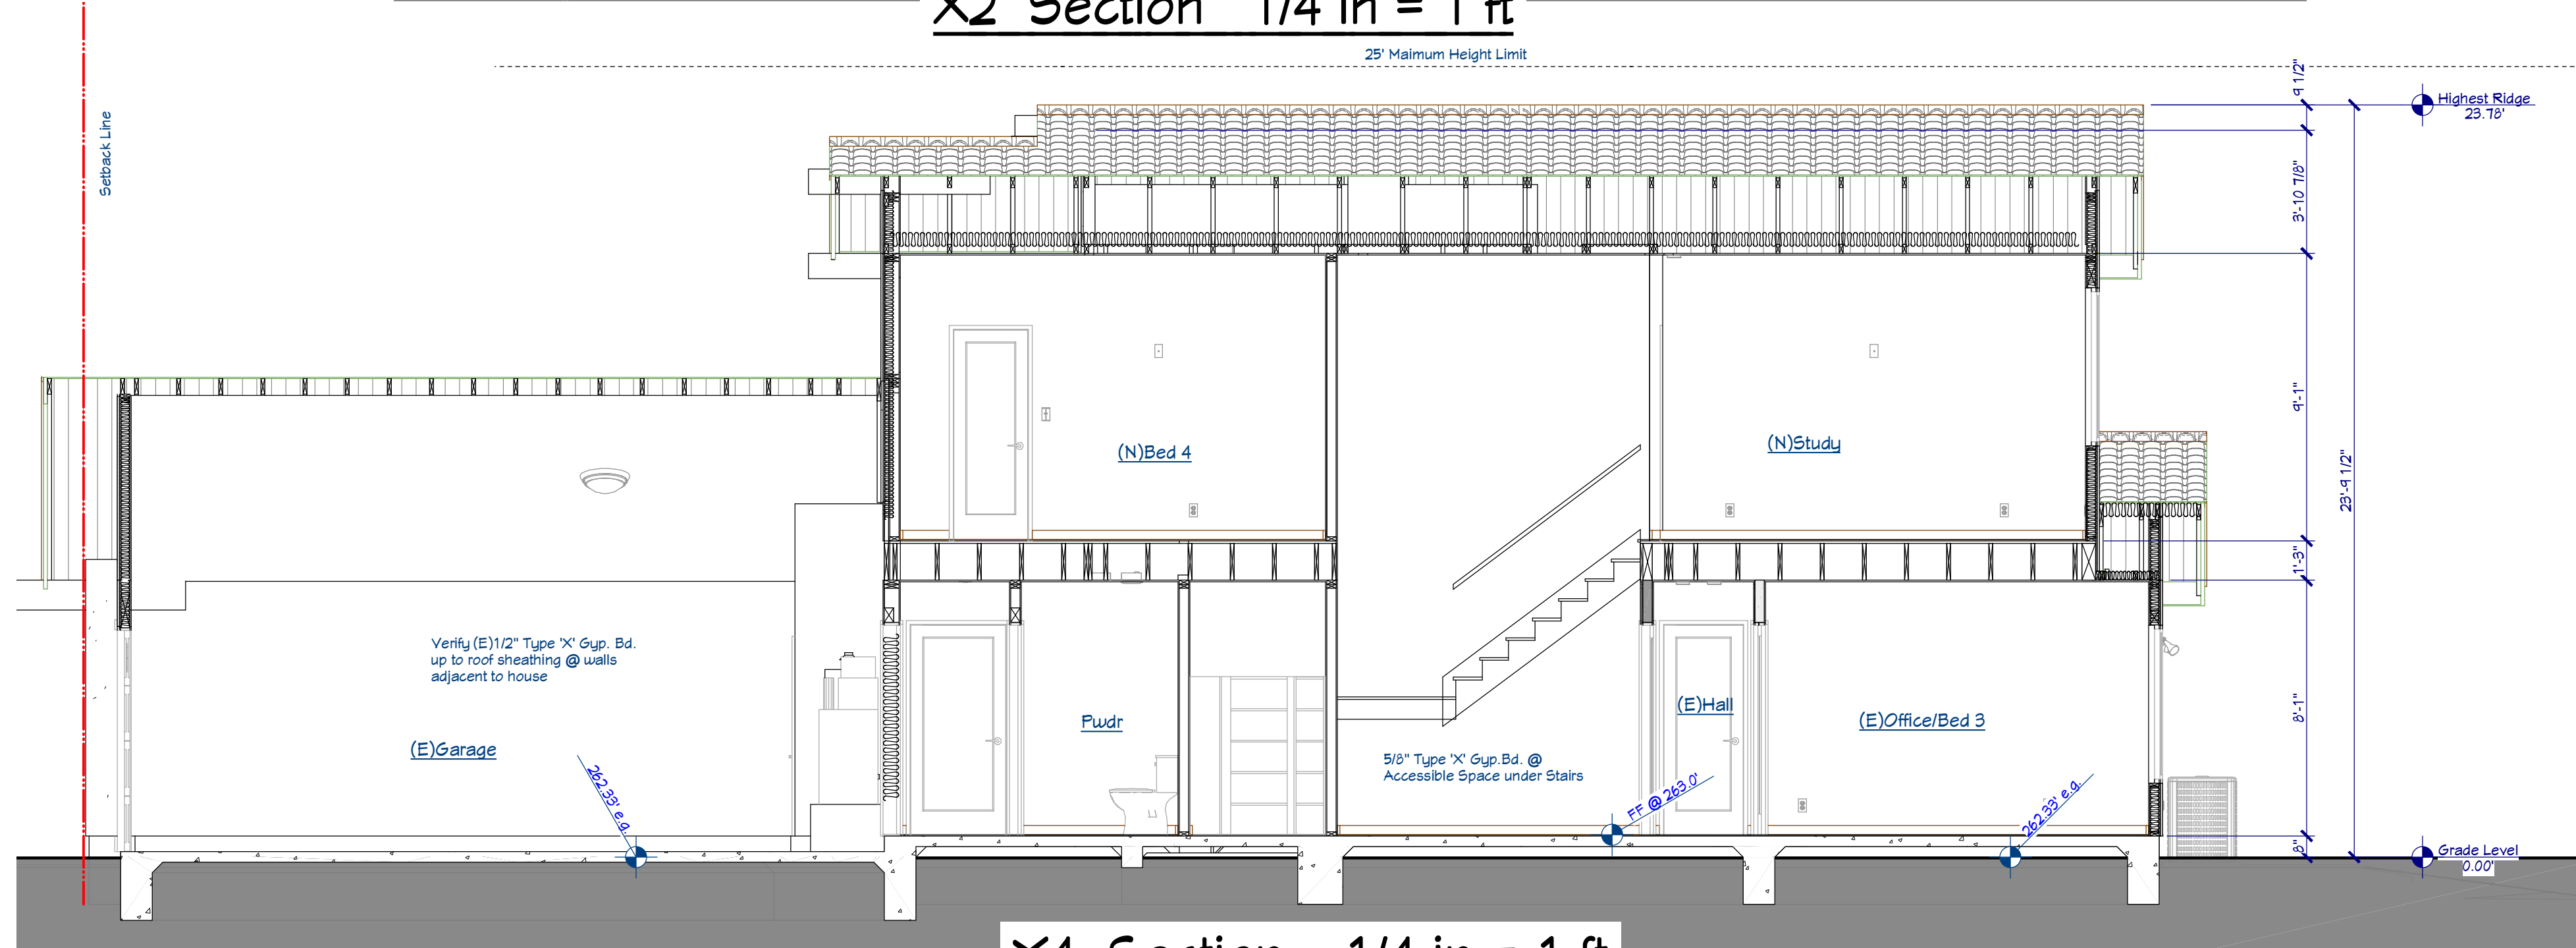 X2 Section 1/4 in = 1 ft
25' Maimum Height Limit
Setback Line
9 1/2"
Highest Ridge
23.78'
3'-10 7/8"
9'-1"
23'-9 1/2"
1'-3"
8'-1"
8"
Grade Level
0.00'
(N)Bed 4
(N)Study
Verify (E)1/2" Type 'X' Gyp. Bd.
up to roof sheathing @ walls
adjacent to house
(E)Garage
262.33' e.g.
Pwdr
5/8" Type 'X' Gyp.Bd. @
Accessible Space under Stairs
FF @ 263.0'
(E)Hall
(E)Office/Bed 3
262.33' e.g.
X4 Section 1/4 in = 1 ft